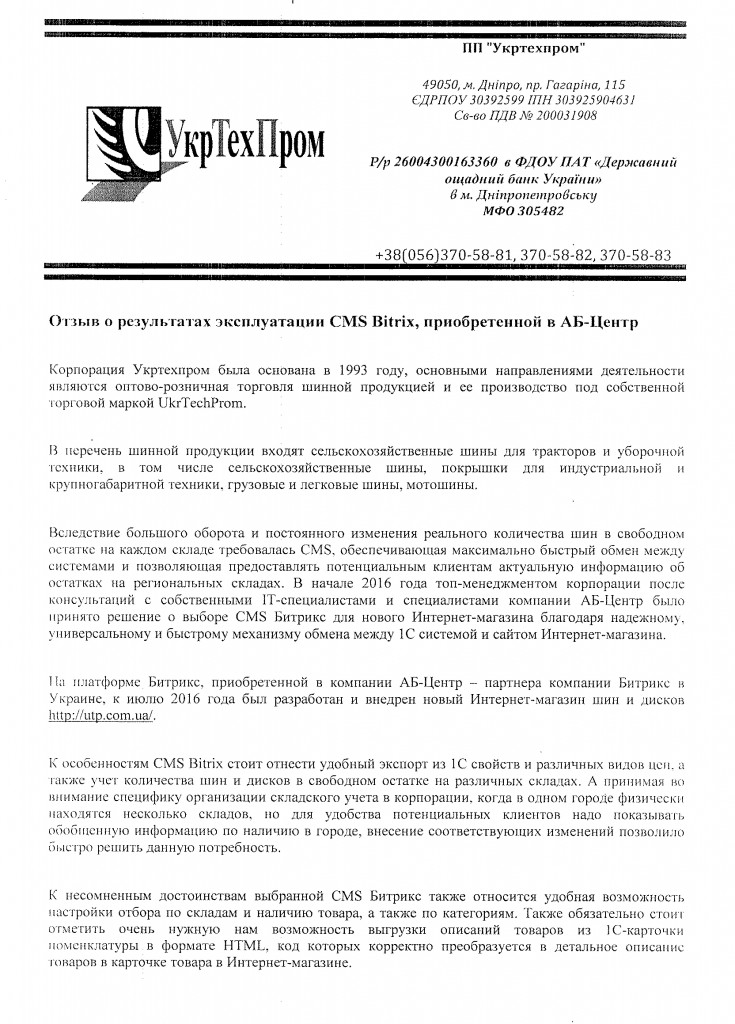 ПП "Укртехпром"
49050, м. Дніпро, пр. Гагаріна, 115
ЄДРПОУ 30392599 ІПН 303925904631
Св-во ПДВ № 200031908
УкрТехПром
Р/р 26004300163360 в ФДОУ ПАТ «Державний
ощадний банк України»
в м. Дніпропетровську
МФО 305482
+38(056)370-58-81, 370-58-82, 370-58-83
Отзыв о результатах эксплуатации CMS Bitrix, приобретенной в АБ-Центр
Корпорация Укртехпром была основана в 1993 году, основными направлениями деятельности
являются оптово-розничная торговля шинной продукцией и ее производство под собственной
торговой маркой UkrTechProm.
В перечень шинной продукции входят сельскохозяйственные шины для тракторов и уборочной
техники, в том числе сельскохозяйственные шины, покрышки для индустриальной и
крупногабаритной техники, грузовые и легковые шины, мотошины.
Вследствие большого оборота и постоянного изменения реального количества шин в свободном
остатке на каждом складе требовалась CMS, обеспечивающая максимально быстрый обмен между
системами и позволяющая предоставлять потенциальным клиентам актуальную информацию об
остатках на региональных складах. В начале 2016 года топ-менеджментом корпорации после
консультаций с собственными IT-специалистами и специалистами компании АБ-Центр было
принято решение о выборе CMS Битрикс для нового Интернет-магазина благодаря надежному,
универсальному и быстрому механизму обмена между 1С системой и сайтом Интернет-магазина.
На платформе Битрикс, приобретенной в компании АБ-Центр – партнера компании Битрикс в
Украине, к июлю 2016 года был разработан и внедрен новый Интернет-магазин шин и дисков
http://utp.com.ua/.
К особенностям CMS Bitrix стоит отнести удобный экспорт из 1С свойств и различных видов цен, а
также учет количества шин и дисков в свободном остатке на различных складах. А принимая во
внимание специфику организации складского учета в корпорации, когда в одном городе физически
находятся несколько складов, но для удобства потенциальных клиентов надо показывать
обобщенную информацию по наличию в городе, внесение соответствующих изменений позволило
быстро решить данную потребность.
К несомненным достоинствам выбранной CMS Битрикс также относится удобная возможность
настройки отбора по складам и наличию товара, а также по категориям. Также обязательно стоит
отметить очень нужную нам возможность выгрузки описаний товаров из 1С-карточки
номенклатуры в формате HTML, код которых корректно преобразуется в детальное описание
товаров в карточке товара в Интернет-магазине.